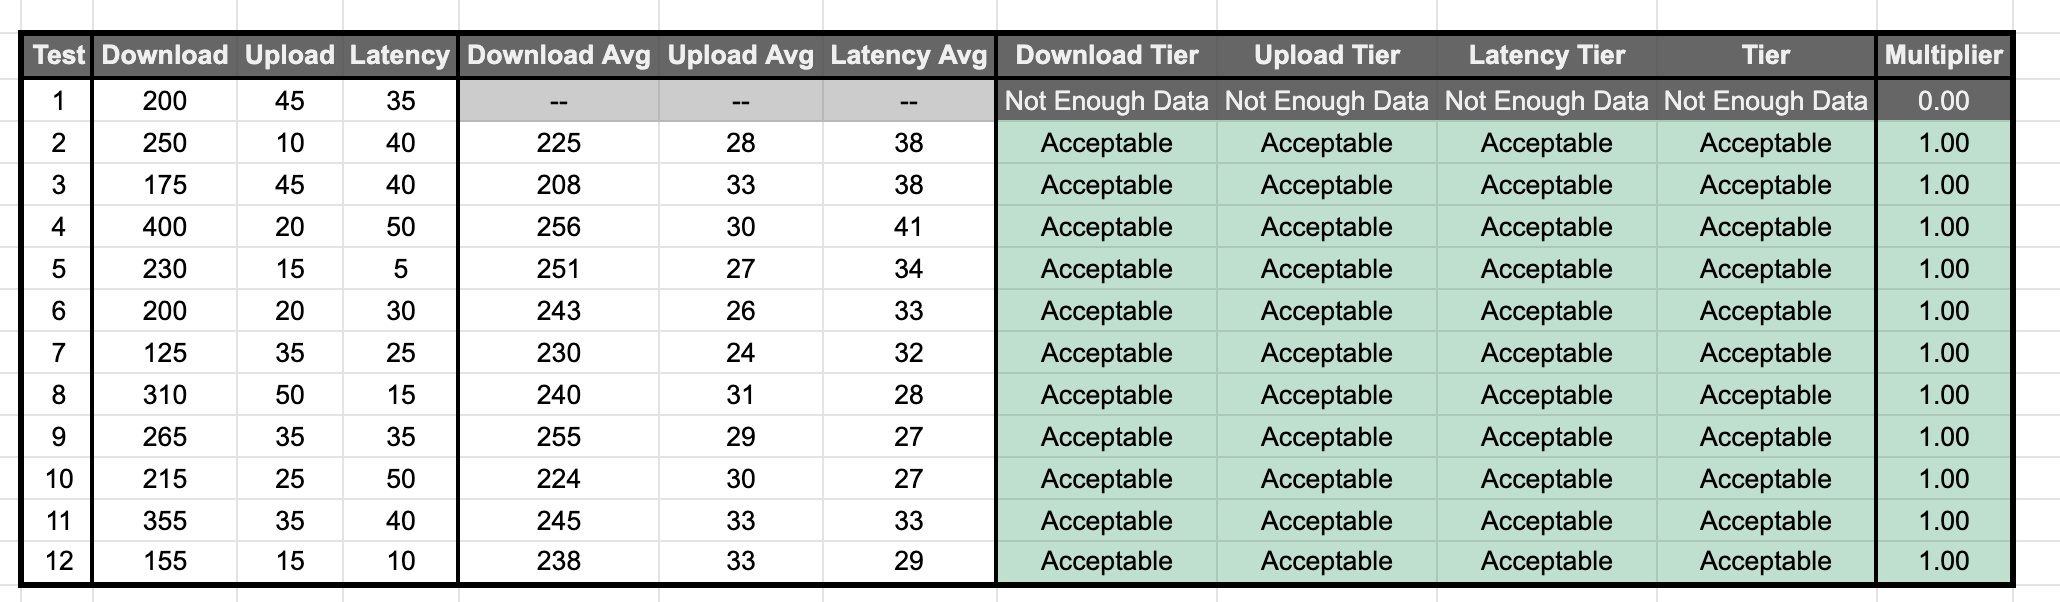 Test Download Upload Latency Download Avg Upload Avg Latency Avg Download Tier Upload Tier Latency Tier Tier Multiplier
1 200 45 35 -- -- -- Not Enough Data Not Enough Data Not Enough Data Not Enough Data 0.00
2 250 10 40 225 28 38 Acceptable Acceptable Acceptable Acceptable 1.00
3 175 45 40 208 33 38 Acceptable Acceptable Acceptable Acceptable 1.00
4 400 20 50 256 30 41 Acceptable Acceptable Acceptable Acceptable 1.00
5 230 15 5 251 27 34 Acceptable Acceptable Acceptable Acceptable 1.00
6 200 20 30 243 26 33 Acceptable Acceptable Acceptable Acceptable 1.00
7 125 35 25 230 24 32 Acceptable Acceptable Acceptable Acceptable 1.00
8 310 50 15 240 31 28 Acceptable Acceptable Acceptable Acceptable 1.00
9 265 35 35 255 29 27 Acceptable Acceptable Acceptable Acceptable 1.00
10 215 25 50 224 30 27 Acceptable Acceptable Acceptable Acceptable 1.00
11 355 35 40 245 33 33 Acceptable Acceptable Acceptable Acceptable 1.00
12 155 15 10 238 33 29 Acceptable Acceptable Acceptable Acceptable 1.00